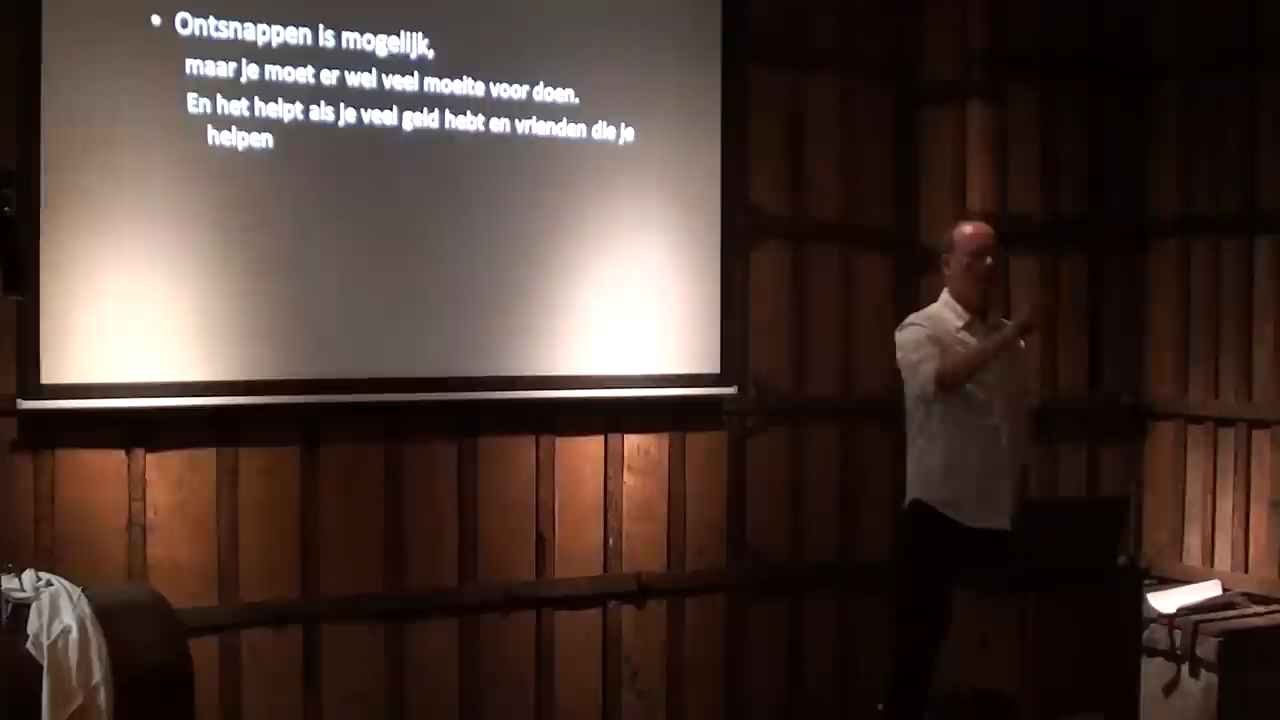 • Ontsnappen is mogelijk,
maar je moet er wel veel moeite voor doen.
En het helpt als je veel geld hebt en vrienden die je
helpen